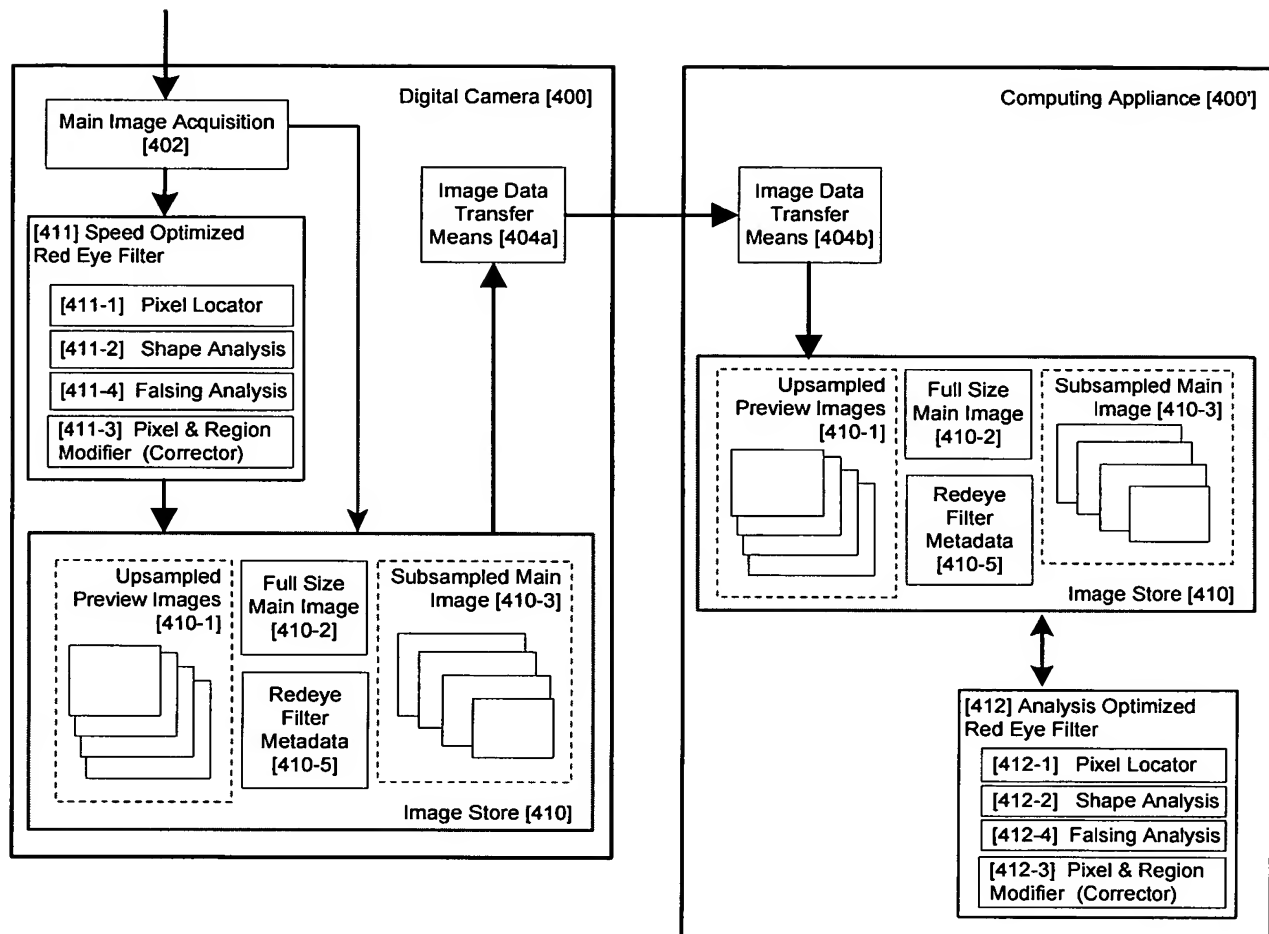 Digital Camera [400]
Main Image Acquisition
[402]
[411] Speed Optimized
Red Eye Filter
[411-1] Pixel Locator
[411-2] Shape Analysis
[411-4] Falsing Analysis
[411-3] Pixel & Region
Modifier (Corrector)
Image Data
Transfer
Means [404a]
Upsampled
Preview Images
[410-1]
Full Size
Main Image
[410-2]
Redeye
Filter
Metadata
[410-5]
Subsampled Main
Image [410-3]
Image Store [410]
Computing Appliance [400']
Image Data
Transfer
Means [404b]
Upsampled
Preview Images
[410-1]
Full Size
Main Image
[410-2]
Redeye
Filter
Metadata
[410-5]
Subsampled Main
Image [410-3]
Image Store [410]
[412] Analysis Optimized
Red Eye Filter
[412-1] Pixel Locator
[412-2] Shape Analysis
[412-4] Falsing Analysis
[412-3] Pixel & Region
Modifier (Corrector)